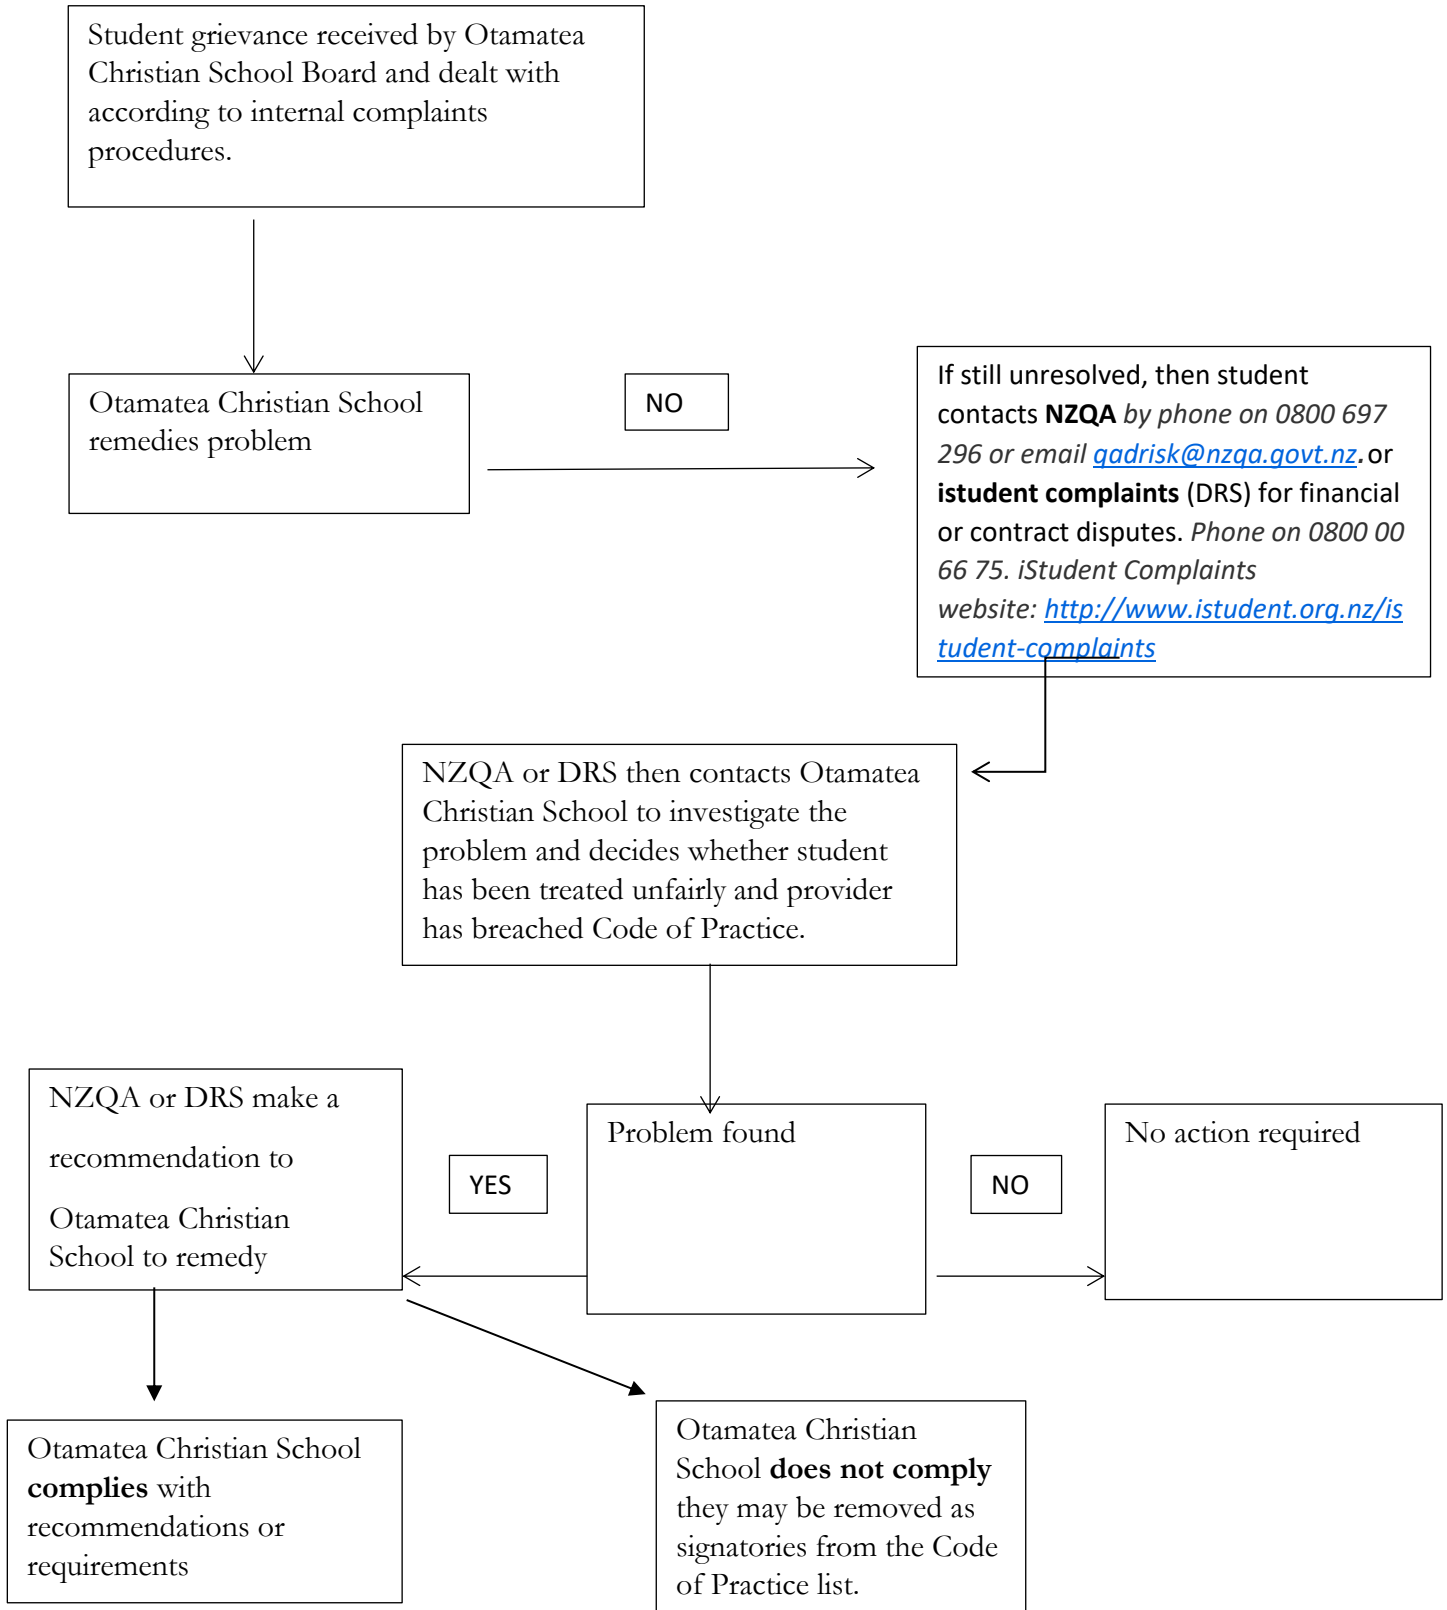 Student grievance received by Otamatea
Christian School Board and dealt with
according to internal complaints
procedures.
Otamatea Christian School
remedies problem
NO
If still unresolved, then student
contacts NZQA by phone on 0800 697
296 or email qadrisk@nzqa.govt.nz. or
istudent complaints (DRS) for financial
or contract disputes. Phone on 0800 00
66 75. iStudent Complaints
website: http://www.istudent.org.nz/is
tudent-complaints
NZQA or DRS then contacts Otamatea
Christian School to investigate the
problem and decides whether student
has been treated unfairly and provider
has breached Code of Practice.
NZQA or DRS make a
recommendation to
Otamatea Christian
School to remedy
YES
Problem found
NO
No action required
Otamatea Christian School
complies with
recommendations or
requirements
Otamatea Christian
School does not comply
they may be removed as
signatories from the Code
of Practice list.